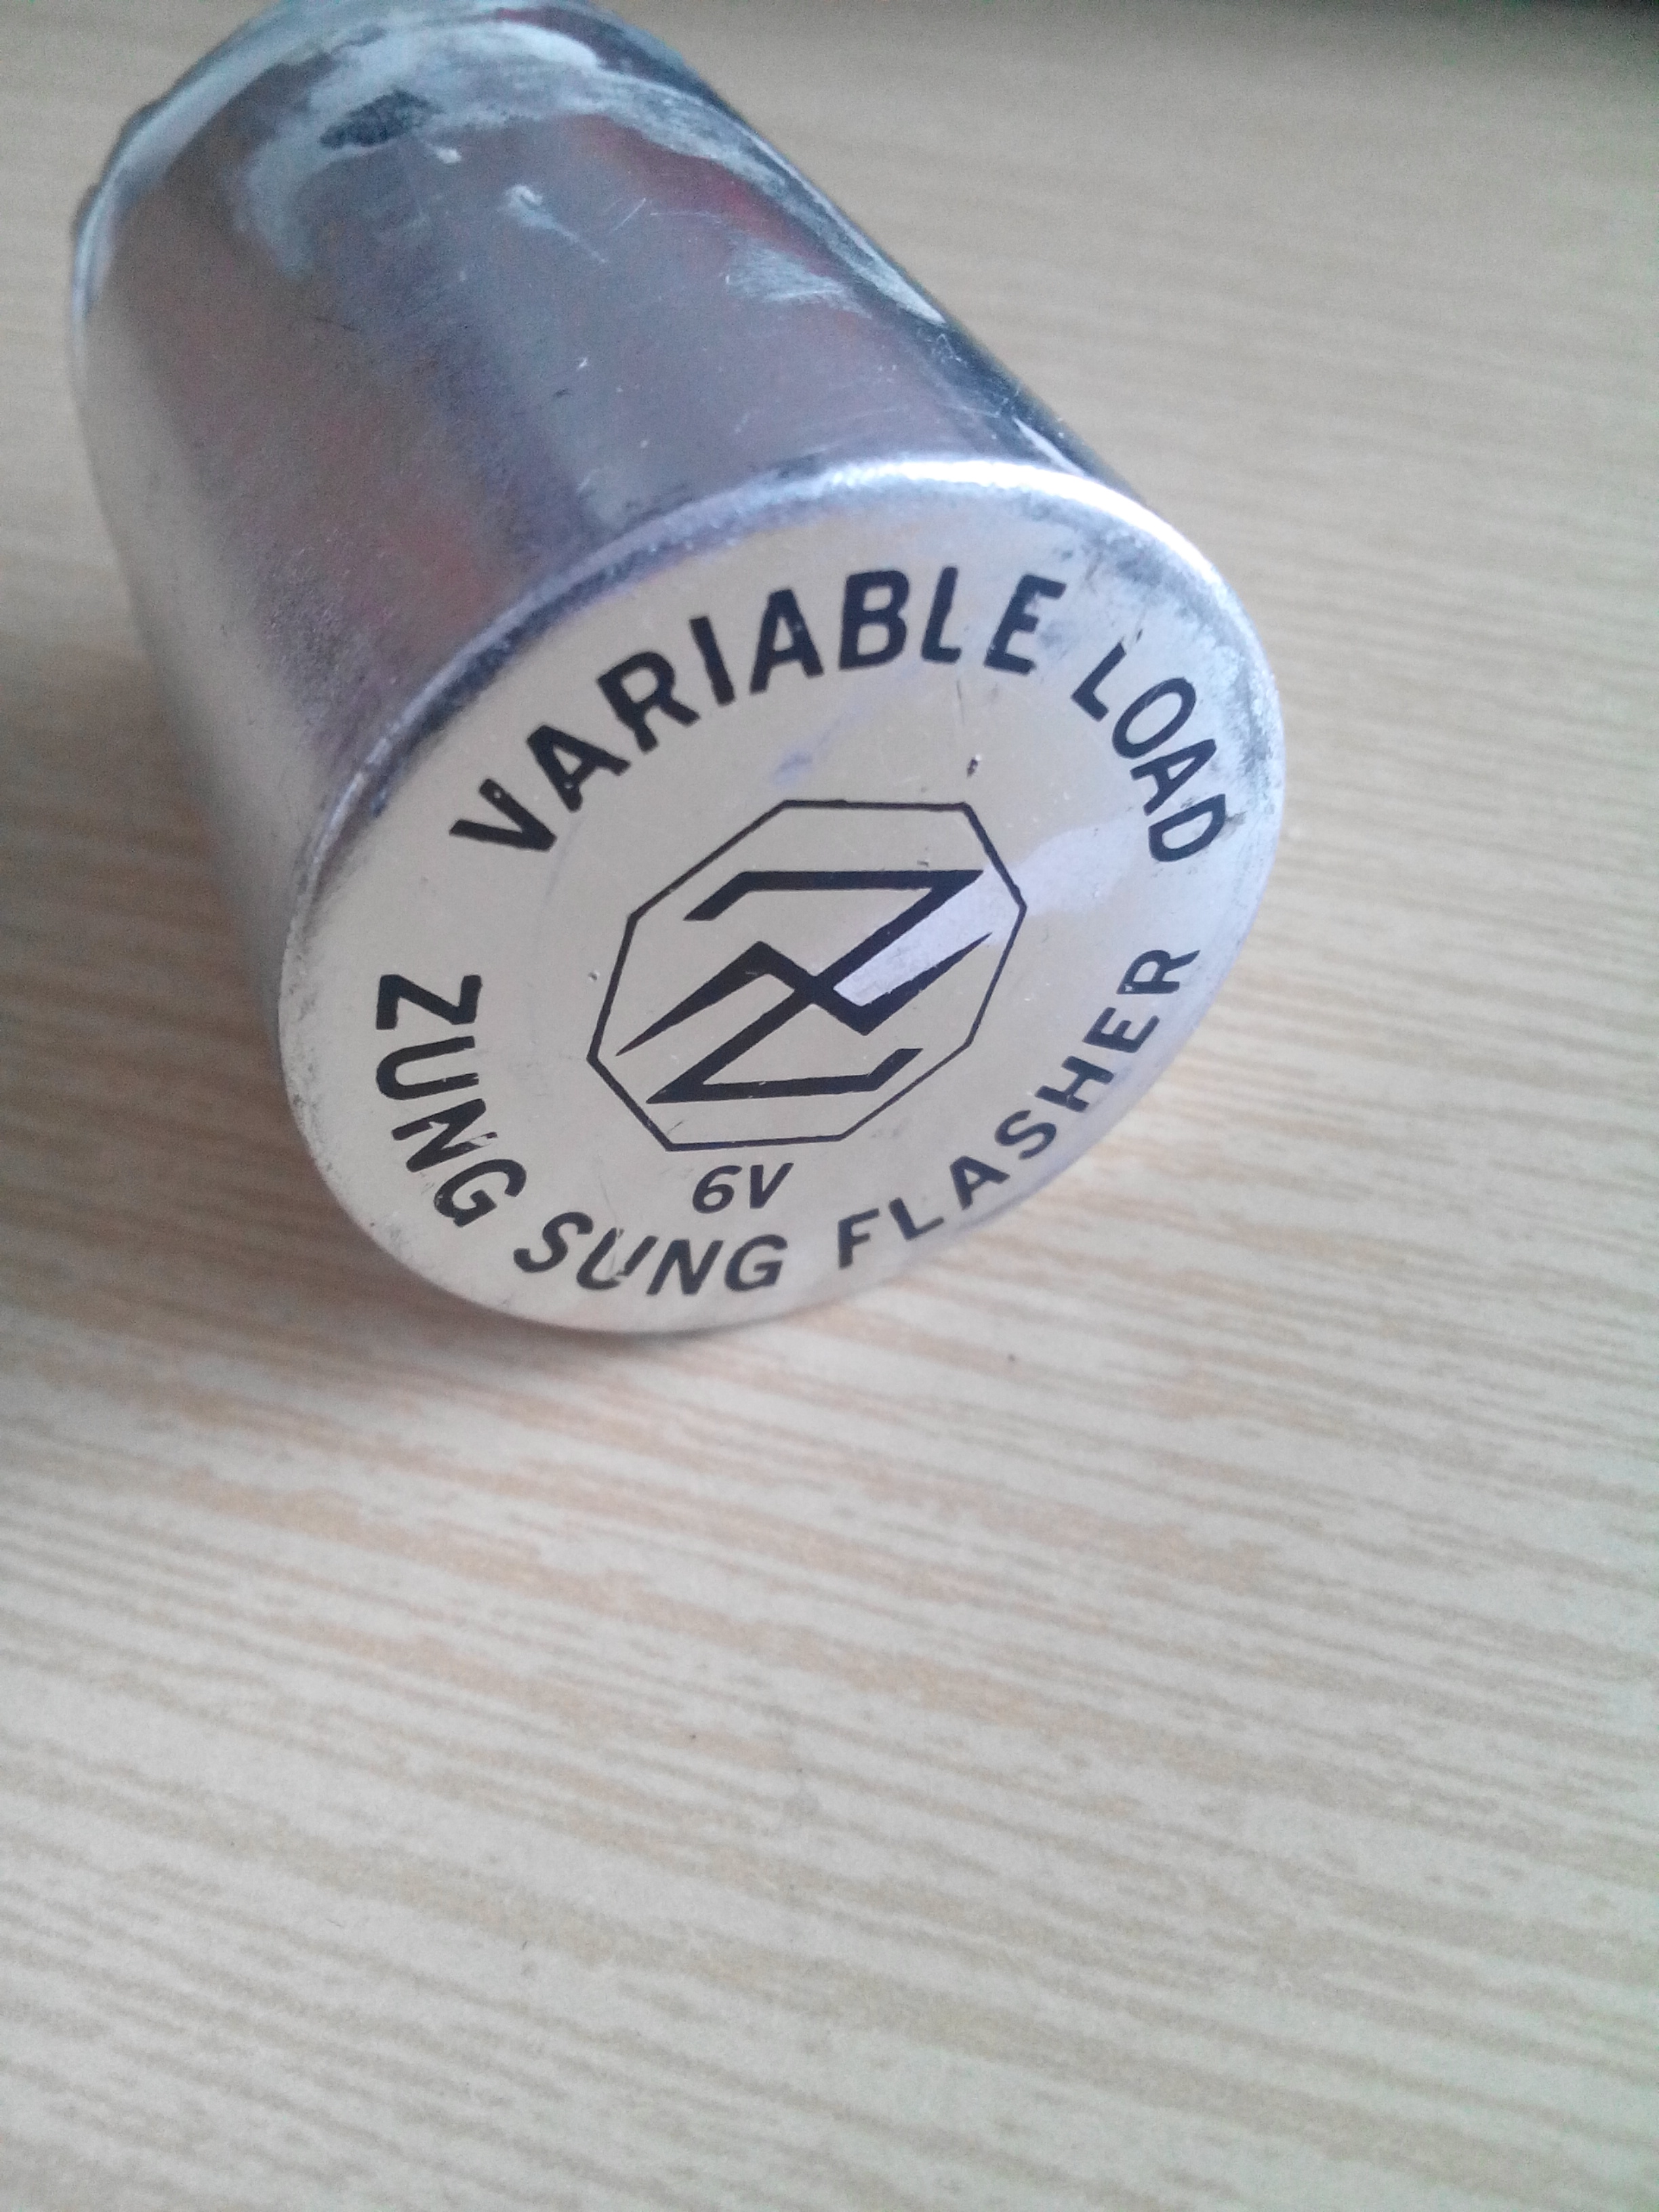 VARIABLE LOAD
6V
ZUNG SUNG FLASHER